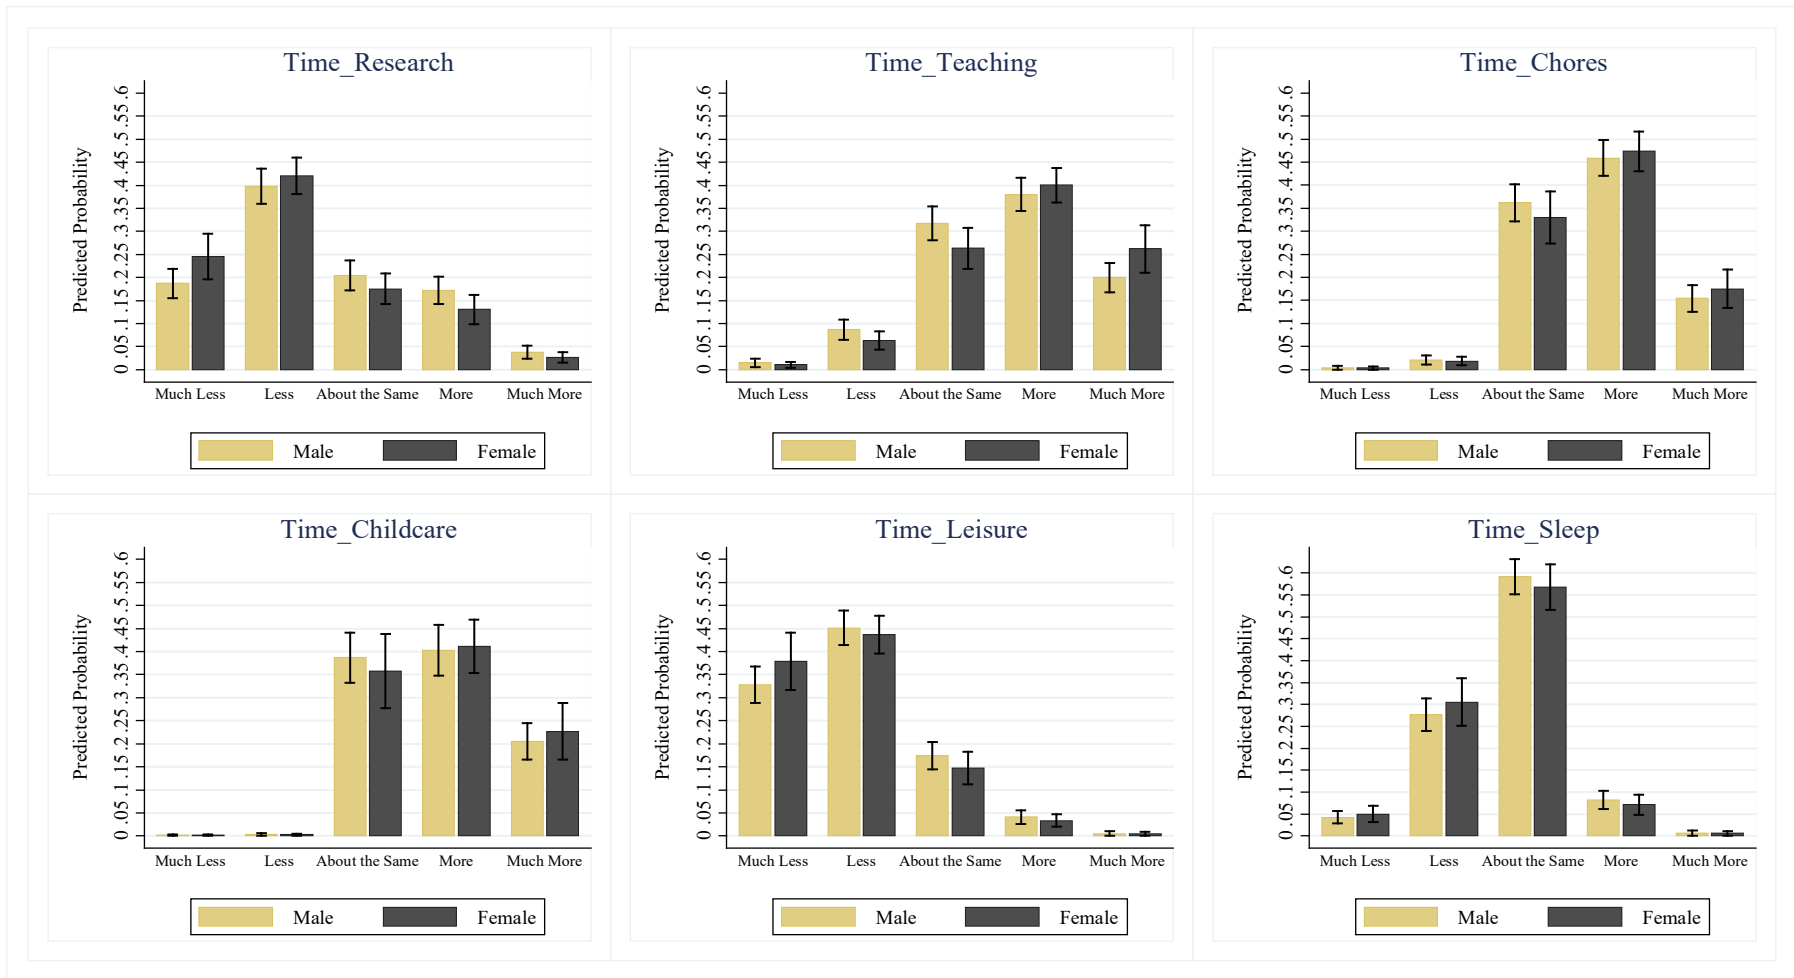 Time_Research
Predicted Probability
0 .05 .1 .15 .2 .25 .3 .35 .4 .45 .5 .55 .6
Much Less Less About the Same More Much More
Male Female
Time_Teaching
Predicted Probability
0 .05 .1 .15 .2 .25 .3 .35 .4 .45 .5 .55 .6
Much Less Less About the Same More Much More
Male Female
Time_Chores
Predicted Probability
0 .05 .1 .15 .2 .25 .3 .35 .4 .45 .5 .55 .6
Much Less Less About the Same More Much More
Male Female
Time_Childcare
Predicted Probability
0 .05 .1 .15 .2 .25 .3 .35 .4 .45 .5 .55 .6
Much Less Less About the Same More Much More
Male Female
Time_Leisure
Predicted Probability
0 .05 .1 .15 .2 .25 .3 .35 .4 .45 .5 .55 .6
Much Less Less About the Same More Much More
Male Female
Time_Sleep
Predicted Probability
0 .05 .1 .15 .2 .25 .3 .35 .4 .45 .5 .55 .6
Much Less Less About the Same More Much More
Male Female